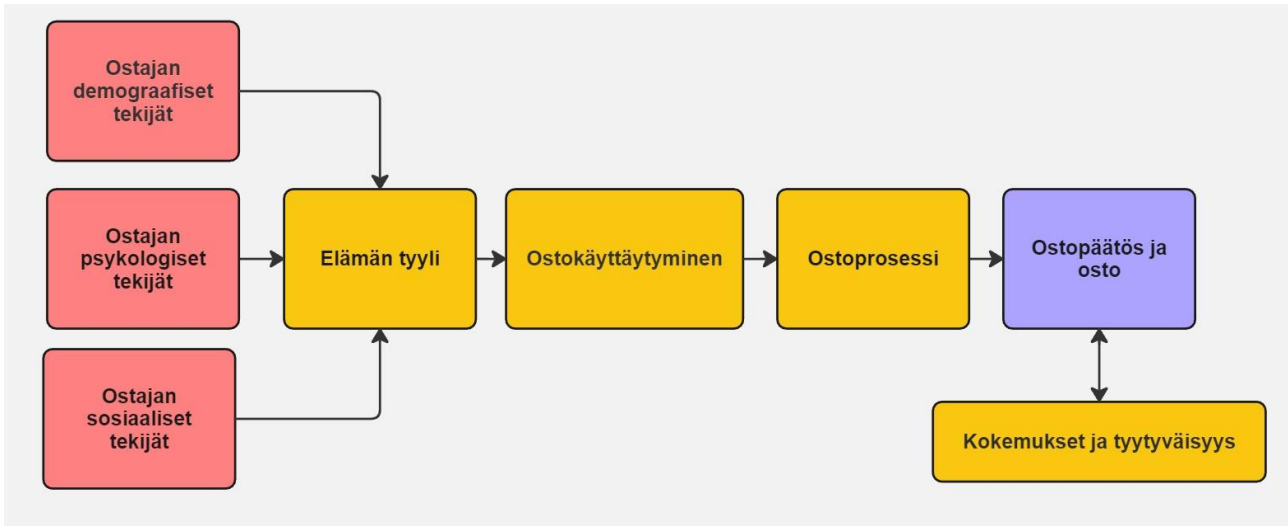 Ostajan
demograafiset
tekijät
Ostajan
psykologiset
tekijät
Ostajan
sosiaaliset
tekijät
Elämän tyyli
Ostokäyttäytyminen
Ostoprosessi
Ostopäätös ja
osto
Kokemukset ja tyytyväisyys